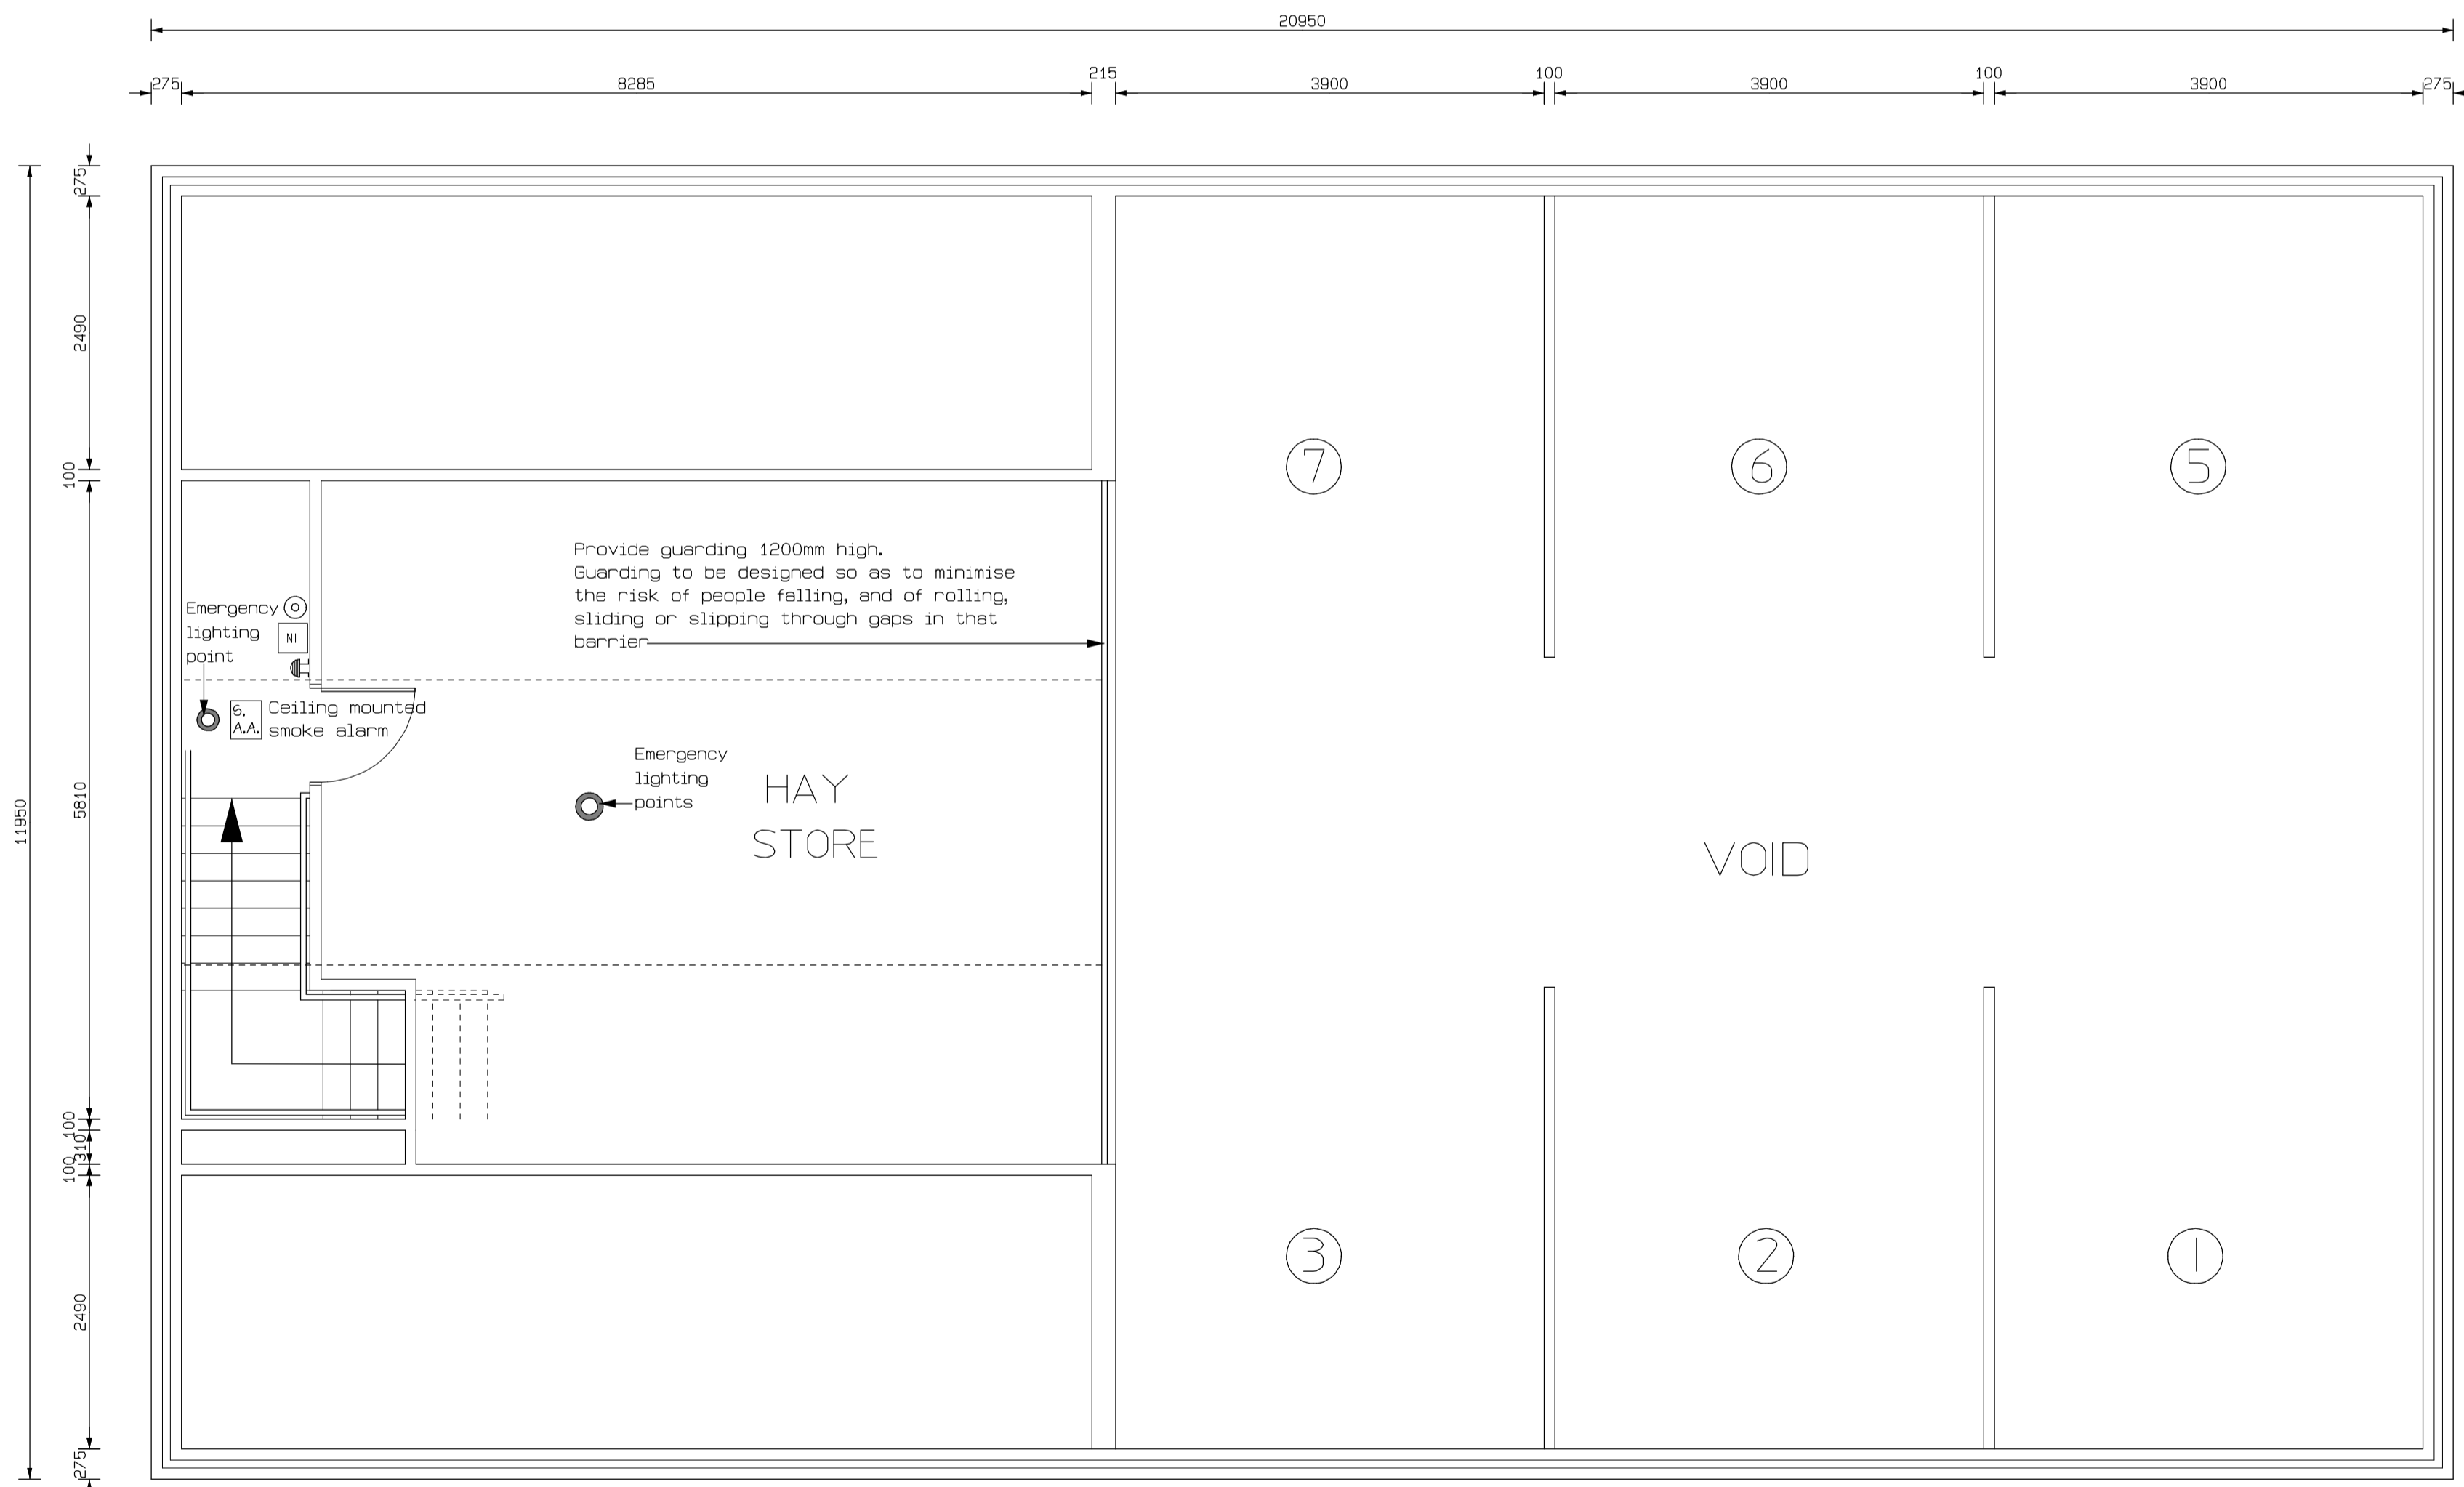 20950
275
8285
215
3900
100
3900
100
3900
275
275
2490
100
5810
11950
100
310
100
2490
275
7
6
5
Provide guarding 1200mm high.
Guarding to be designed so as to minimise
the risk of people falling, and of rolling,
sliding or slipping through gaps in that
barrier
Emergency
lighting
point
NI
S.
A.A.
Ceiling mounted
smoke alarm
Emergency
lighting
points
HAY
STORE
VOID
3
2
1